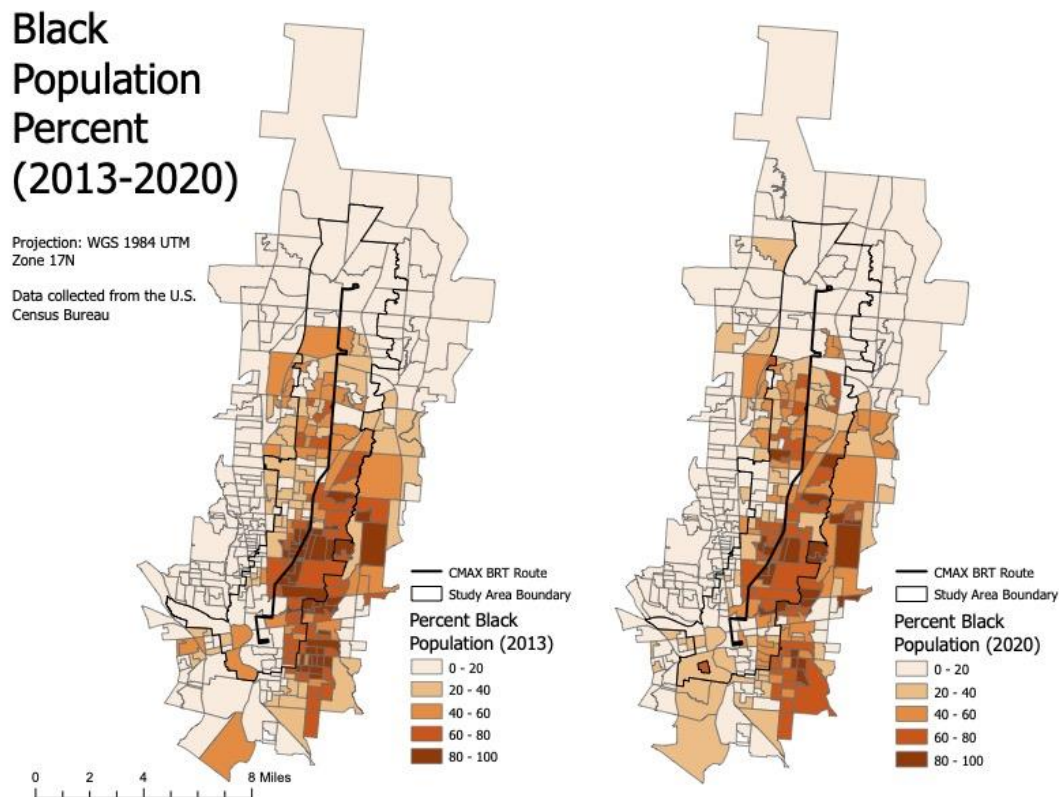 Black
Population
Percent
(2013-2020)
Projection: WGS 1984 UTM
Zone 17N
Data collected from the U.S.
Census Bureau
CMAX BRT Route
Study Area Boundary
Percent Black
Population (2013)
0 - 20
20 - 40
40 - 60
60 - 80
80 - 100
CMAX BRT Route
Study Area Boundary
Percent Black
Population (2020)
0 - 20
20 - 40
40 - 60
60 - 80
80 - 100
0 2 4 8 Miles